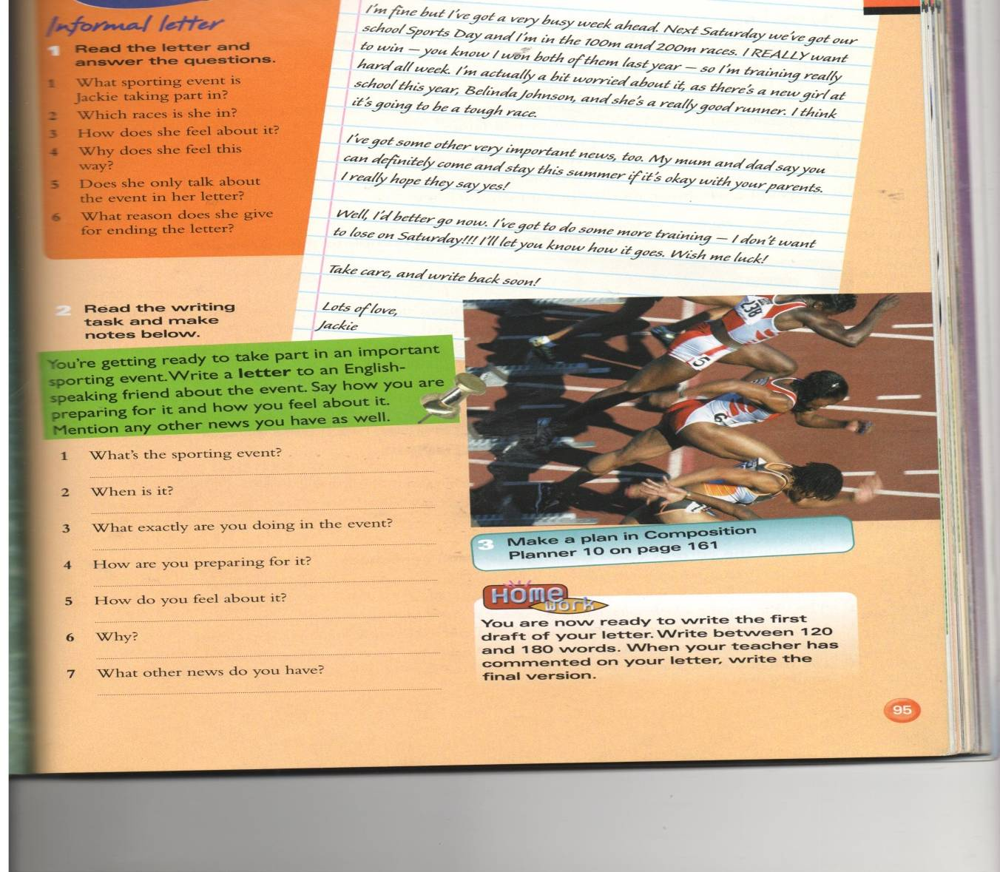 Informal letter
1 Read the letter and
answer the questions.
1 What sporting event is
Jackie taking part in?
2 Which races is she in?
3 How does she feel about it?
4 Why does she feel this
way?
5 Does she only talk about
the event in her letter?
6 What reason does she give
for ending the letter?
I'm fine but I've got a very busy week ahead. Next Saturday we've got our
school Sports Day and I'm in the 100m and 200m races. I REALLY want
to win – you know I won both of them last year – so I'm training really
hard all week. I'm actually a bit worried about it, as there's a new girl at
school this year, Belinda Johnson, and she's a really good runner. I think
it's going to be a tough race.
I've got some other very important news, too. My mum and dad say you
can definitely come and stay this summer if it's okay with your parents.
I really hope they say yes!
Well, I'd better go now. I've got to do some more training – I don't want
to lose on Saturday!!! I'll let you know how it goes. Wish me luck!
Take care, and write back soon!
Lots of love,
Jackie
2 Read the writing
task and make
notes below.
You're getting ready to take part in an important
sporting event. Write a letter to an English-
speaking friend about the event. Say how you are
preparing for it and how you feel about it.
Mention any other news you have as well.
1 What's the sporting event?
2 When is it?
3 What exactly are you doing in the event?
4 How are you preparing for it?
5 How do you feel about it?
6 Why?
7 What other news do you have?
5
6
3 Make a plan in Composition
Planner 10 on page 161
HOME
work
You are now ready to write the first
draft of your letter. Write between 120
and 180 words. When your teacher has
commented on your letter, write the
final version.
95